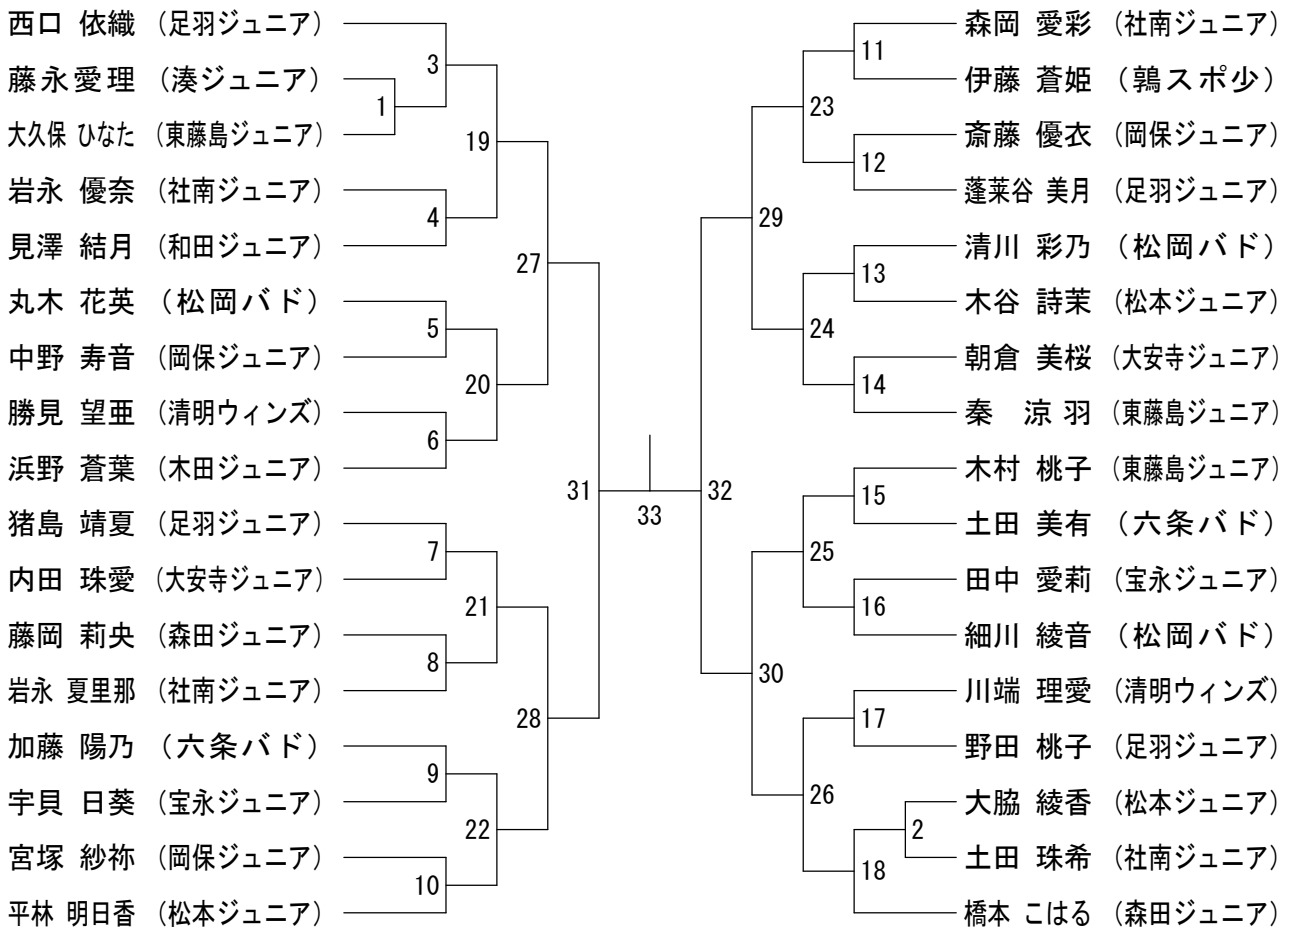 西口 依織 (足羽ジュニア)
藤永愛理 (湊ジュニア)
大久保 ひなた (東藤島ジュニア)
岩永 優奈 (社南ジュニア)
見澤 結月 (和田ジュニア)
丸木 花英 (松岡バド)
中野 寿音 (岡保ジュニア)
勝見 望亜 (清明ウィンズ)
浜野 蒼葉 (木田ジュニア)
猪島 靖夏 (足羽ジュニア)
内田 珠愛 (大安寺ジュニア)
藤岡 莉央 (森田ジュニア)
岩永 夏里那 (社南ジュニア)
加藤 陽乃 (六条バド)
宇貝 日葵 (宝永ジュニア)
宮塚 紗祢 (岡保ジュニア)
平林 明日香 (松本ジュニア)
1
3
4
5
6
7
8
9
10
19
20
21
22
27
28
31
33
32
29
30
23
24
25
26
11
12
13
14
15
16
17
18
2
森岡 愛彩 (社南ジュニア)
伊藤 蒼姫 (鶉スポ少)
斎藤 優衣 (岡保ジュニア)
蓬莱谷 美月 (足羽ジュニア)
清川 彩乃 (松岡バド)
木谷 詩茉 (松本ジュニア)
朝倉 美桜 (大安寺ジュニア)
秦 涼羽 (東藤島ジュニア)
木村 桃子 (東藤島ジュニア)
土田 美有 (六条バド)
田中 愛莉 (宝永ジュニア)
細川 綾音 (松岡バド)
川端 理愛 (清明ウィンズ)
野田 桃子 (足羽ジュニア)
大脇 綾香 (松本ジュニア)
土田 珠希 (社南ジュニア)
橋本 こはる (森田ジュニア)